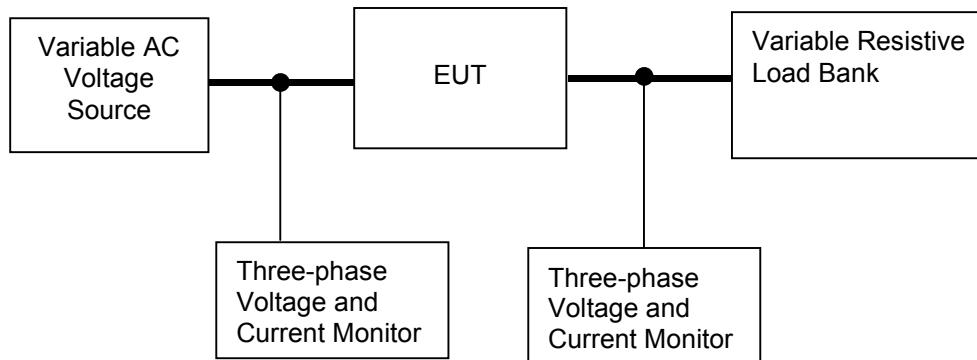 Variable AC
Voltage
Source
EUT
Variable Resistive
Load Bank
Three-phase
Voltage and
Current Monitor
Three-phase
Voltage and
Current Monitor